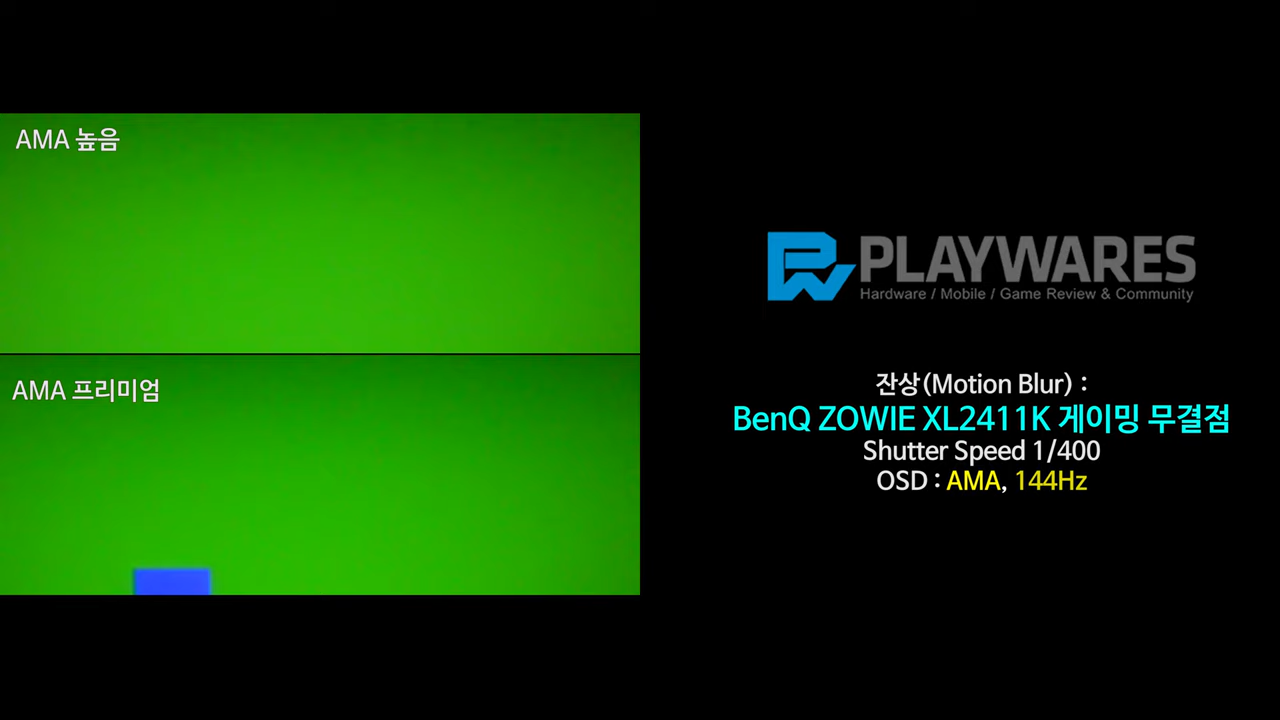 AMA 높음
AMA 프리미엄
PLAYWARES
Hardware / Mobile / Game Review & Community
잔상(Motion Blur) :
BenQ ZOWIE XL2411K 게이밍 무결점
Shutter Speed 1/400
OSD : AMA, 144Hz